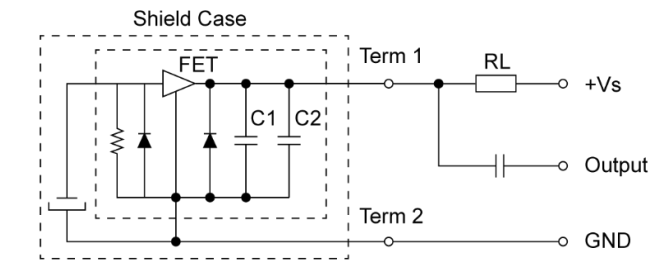 Shield Case
FET
Term 1
RL
+Vs
C1
C2
Output
Term 2
GND